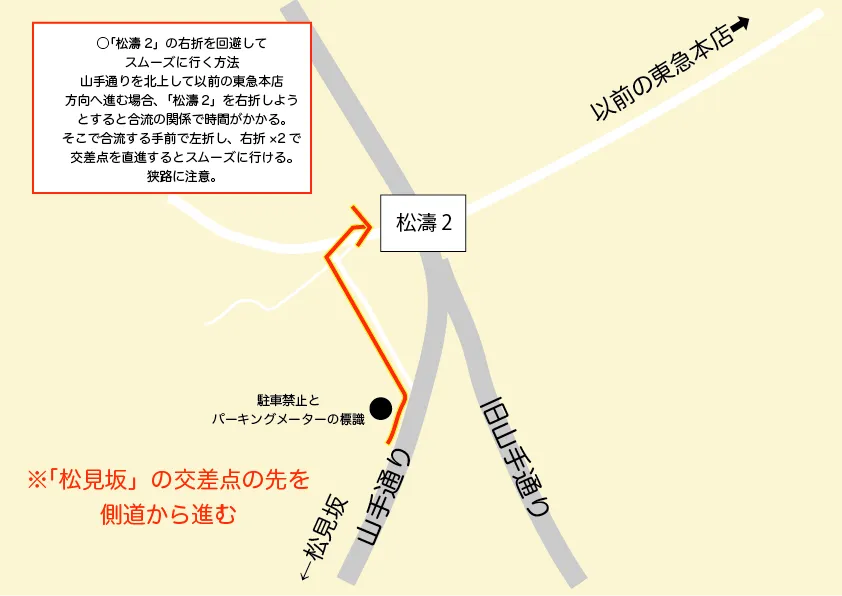 ○「松濤2」の右折を回避して
スムーズに行く方法
山手通りを北上して以前の東急本店
方向へ進む場合、「松濤2」を右折しよう
とすると合流の関係で時間がかかる。
そこで合流する手前で左折し、右折×2で
交差点を直進するとスムーズに行ける。
狭路に注意。
以前の東急本店➡
松濤2
駐車禁止と
パーキングメーターの標識
※「松見坂」の交差点の先を
側道から進む
←松見坂
山手通り
旧山手通り